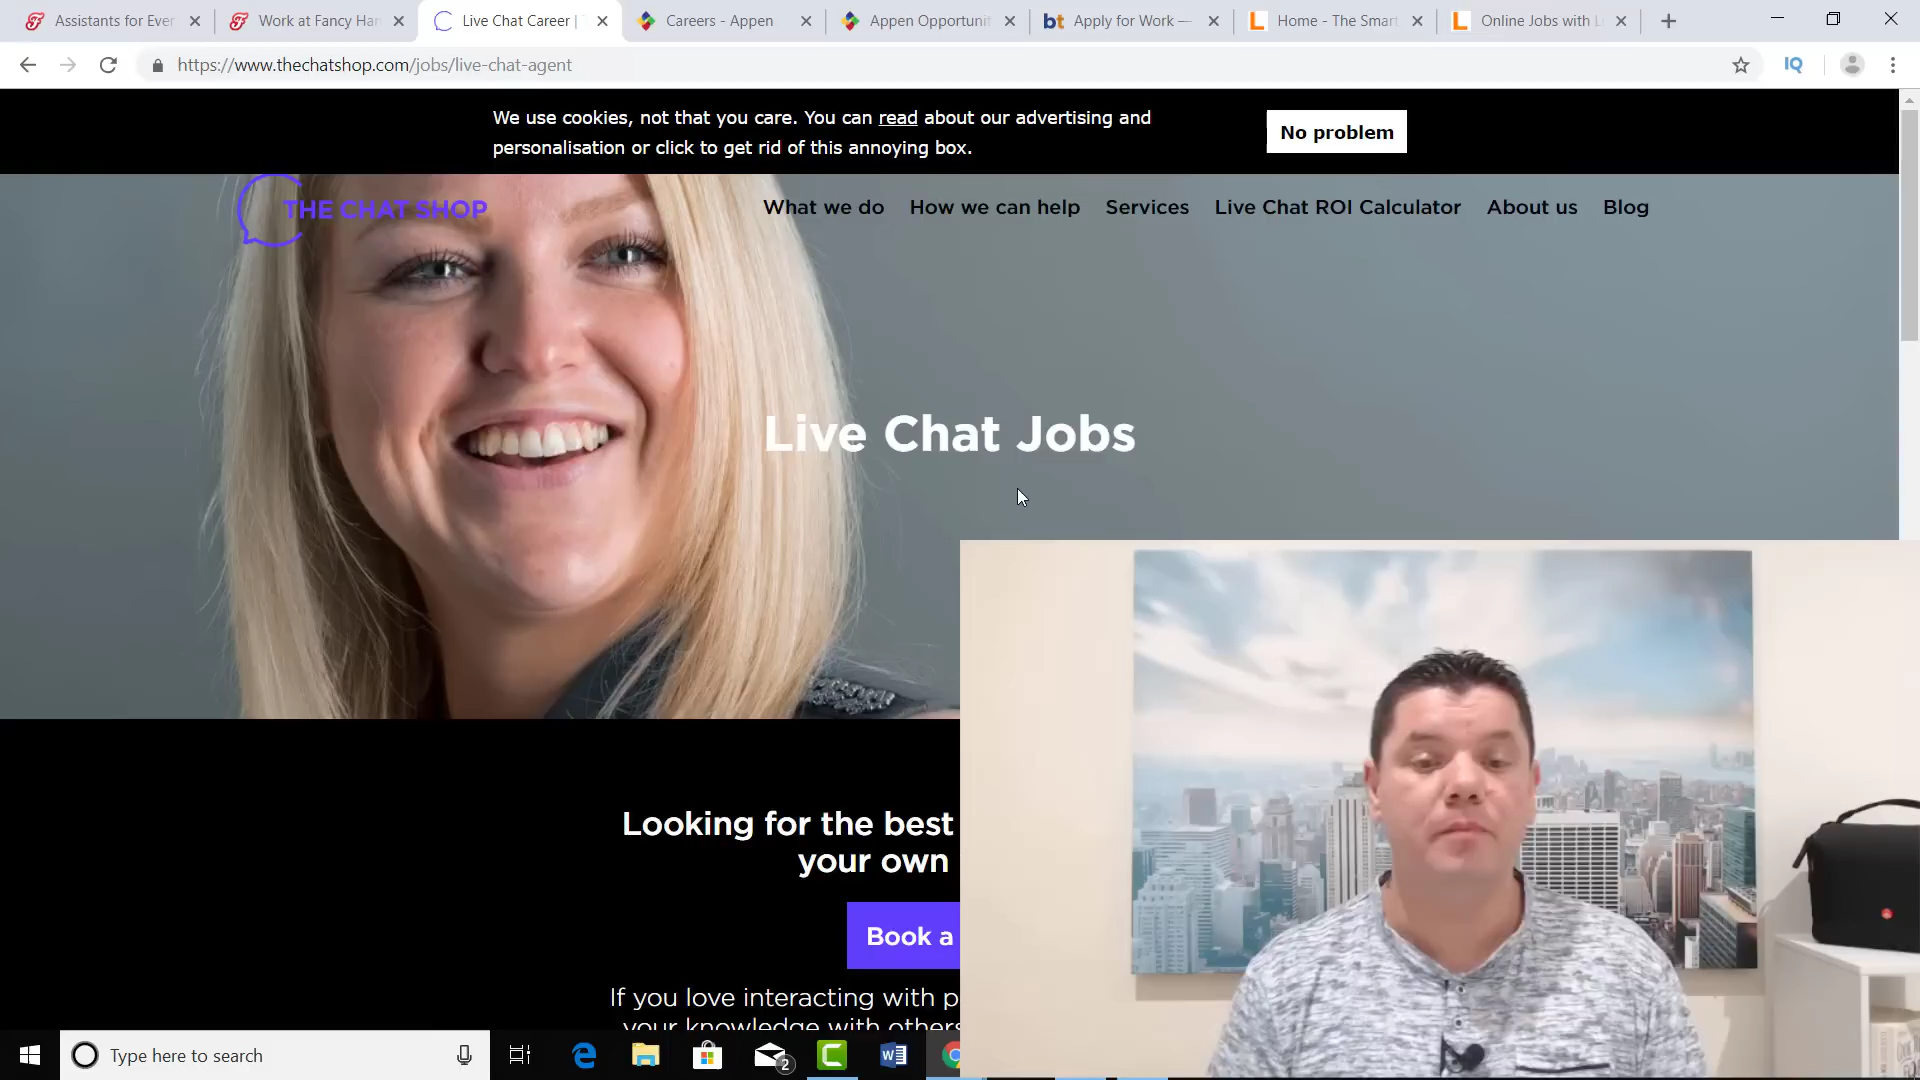 Assistants for Ever
Work at Fancy Han
Live Chat Career |
Careers - Appen
Appen Opportunit
bt Apply for Work —
Home - The Smart
Online Jobs with L
https://www.thechatshop.com/jobs/live-chat-agent
IQ
We use cookies, not that you care. You can read about our advertising and
personalisation or click to get rid of this annoying box.
No problem
THE CHAT SHOP
What we do
How we can help
Services
Live Chat ROI Calculator
About us
Blog
Live Chat Jobs
Looking for the best
your own
Book a
If you love interacting with p
your knowledge with others
Type here to search
2